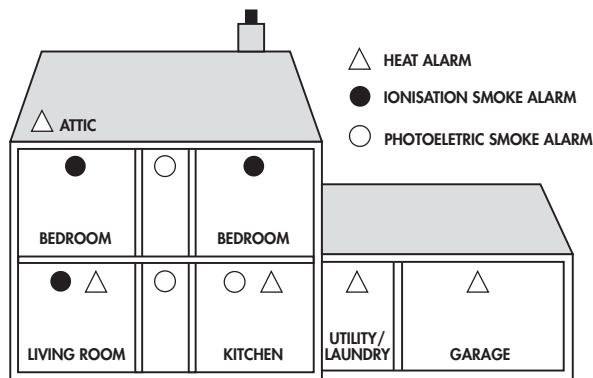 HEAT ALARM
IONISATION SMOKE ALARM
PHOTOELETRIC SMOKE ALARM
ATTIC
BEDROOM
BEDROOM
LIVING ROOM
KITCHEN
UTILITY/
LAUNDRY
GARAGE